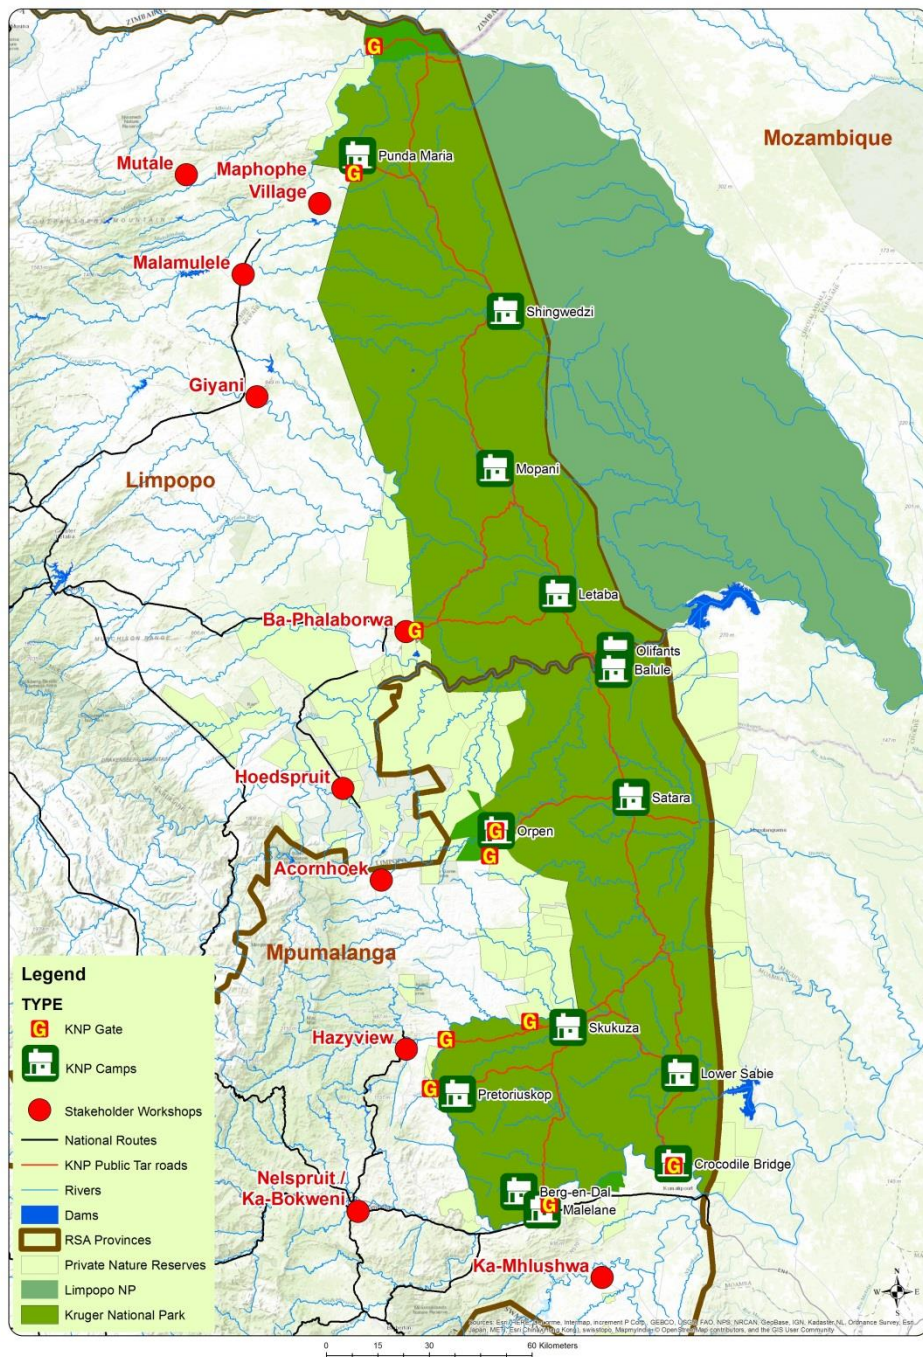 ZIMBABWE
Mozambique
Mutale
Maphophe
Village
Punda Maria
Malamulele
Shingwedzi
Giyani
Mopani
Limpopo
Letaba
Ba-Phalaborwa
Olifants
Balule
Hoedspruit
Satara
Orpen
Acornhoek
Mpumalanga
Skukuza
Hazyview
Lower Sabie
Pretoriuskop
Crocodile Bridge
Nelspruit /
Ka-Bokweni
Berg-en-Dal
Malelane
Ka-Mhlushwa
Legend
TYPE
G KNP Gate
KNP Camps
Stakeholder Workshops
National Routes
KNP Public Tar roads
Rivers
Dams
RSA Provinces
Private Nature Reserves
Limpopo NP
Kruger National Park
N
W E
S
0 15 30 60 Kilometers